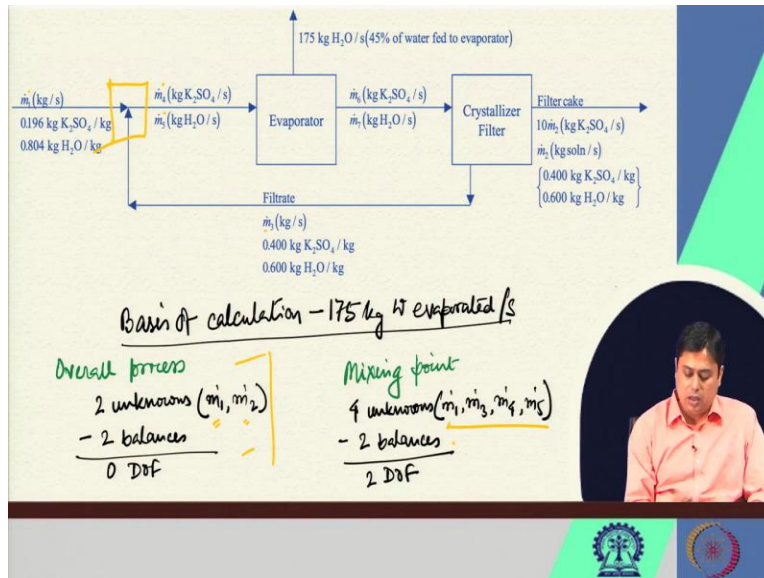 175 kg H₂O/s(45% of water fed to evaporator)
ṁ₁(kg/s)
0.196 kg K₂SO₄/kg
0.804 kg H₂O/kg
ṁ₄(kg K₂SO₄/s)
ṁ₅(kg H₂O/s)
Evaporator
ṁ₆(kg K₂SO₄/s)
ṁ₇(kg H₂O/s)
Crystallizer
Filter
Filter cake
10ṁ₂(kg K₂SO₄/s)
ṁ₂(kg soln/s)
{0.400 kg K₂SO₄/kg
0.600 kg H₂O/kg}
Filtrate
ṁ₃(kg/s)
0.400 kg K₂SO₄/kg
0.600 kg H₂O/kg
Basis of calculation – 175 kg W evaporated/s
Overall process
2 unknowns (ṁ₁, ṁ₂)
- 2 balances
0 DOF
Mixing point
4 unknowns (ṁ₁, ṁ₃, ṁ₄, ṁ₅)
- 2 balances
2 DOF